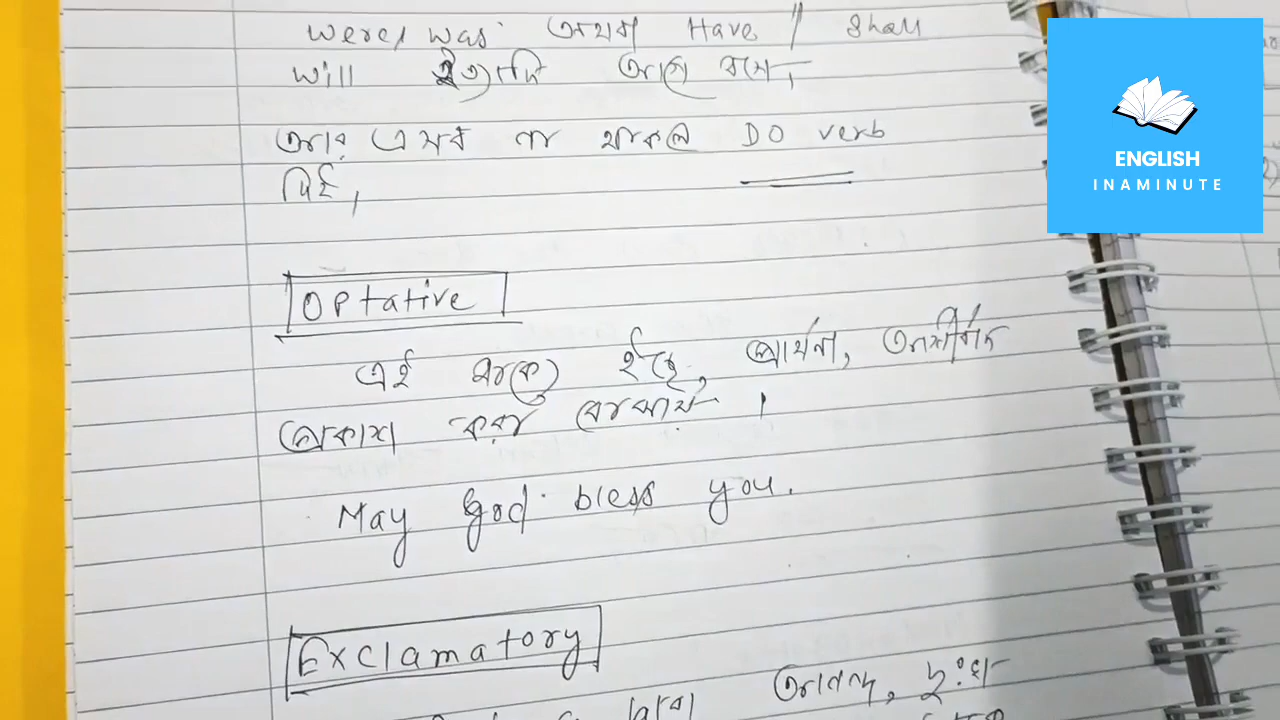 were, was অথবা Have / Shall
will ইত্যাদি আগে বসে,
আর এসব না থাকলে DO verb
নিই,
Optative
এই বাক্যে ইচ্ছে, প্রার্থনা, আশীর্বাদ
প্রকাশ করা বোঝায় ।
May god bless you.
Exclamatory
আনন্দ, দুঃখ
দ্বারা
ENGLISH
INAMINUTE